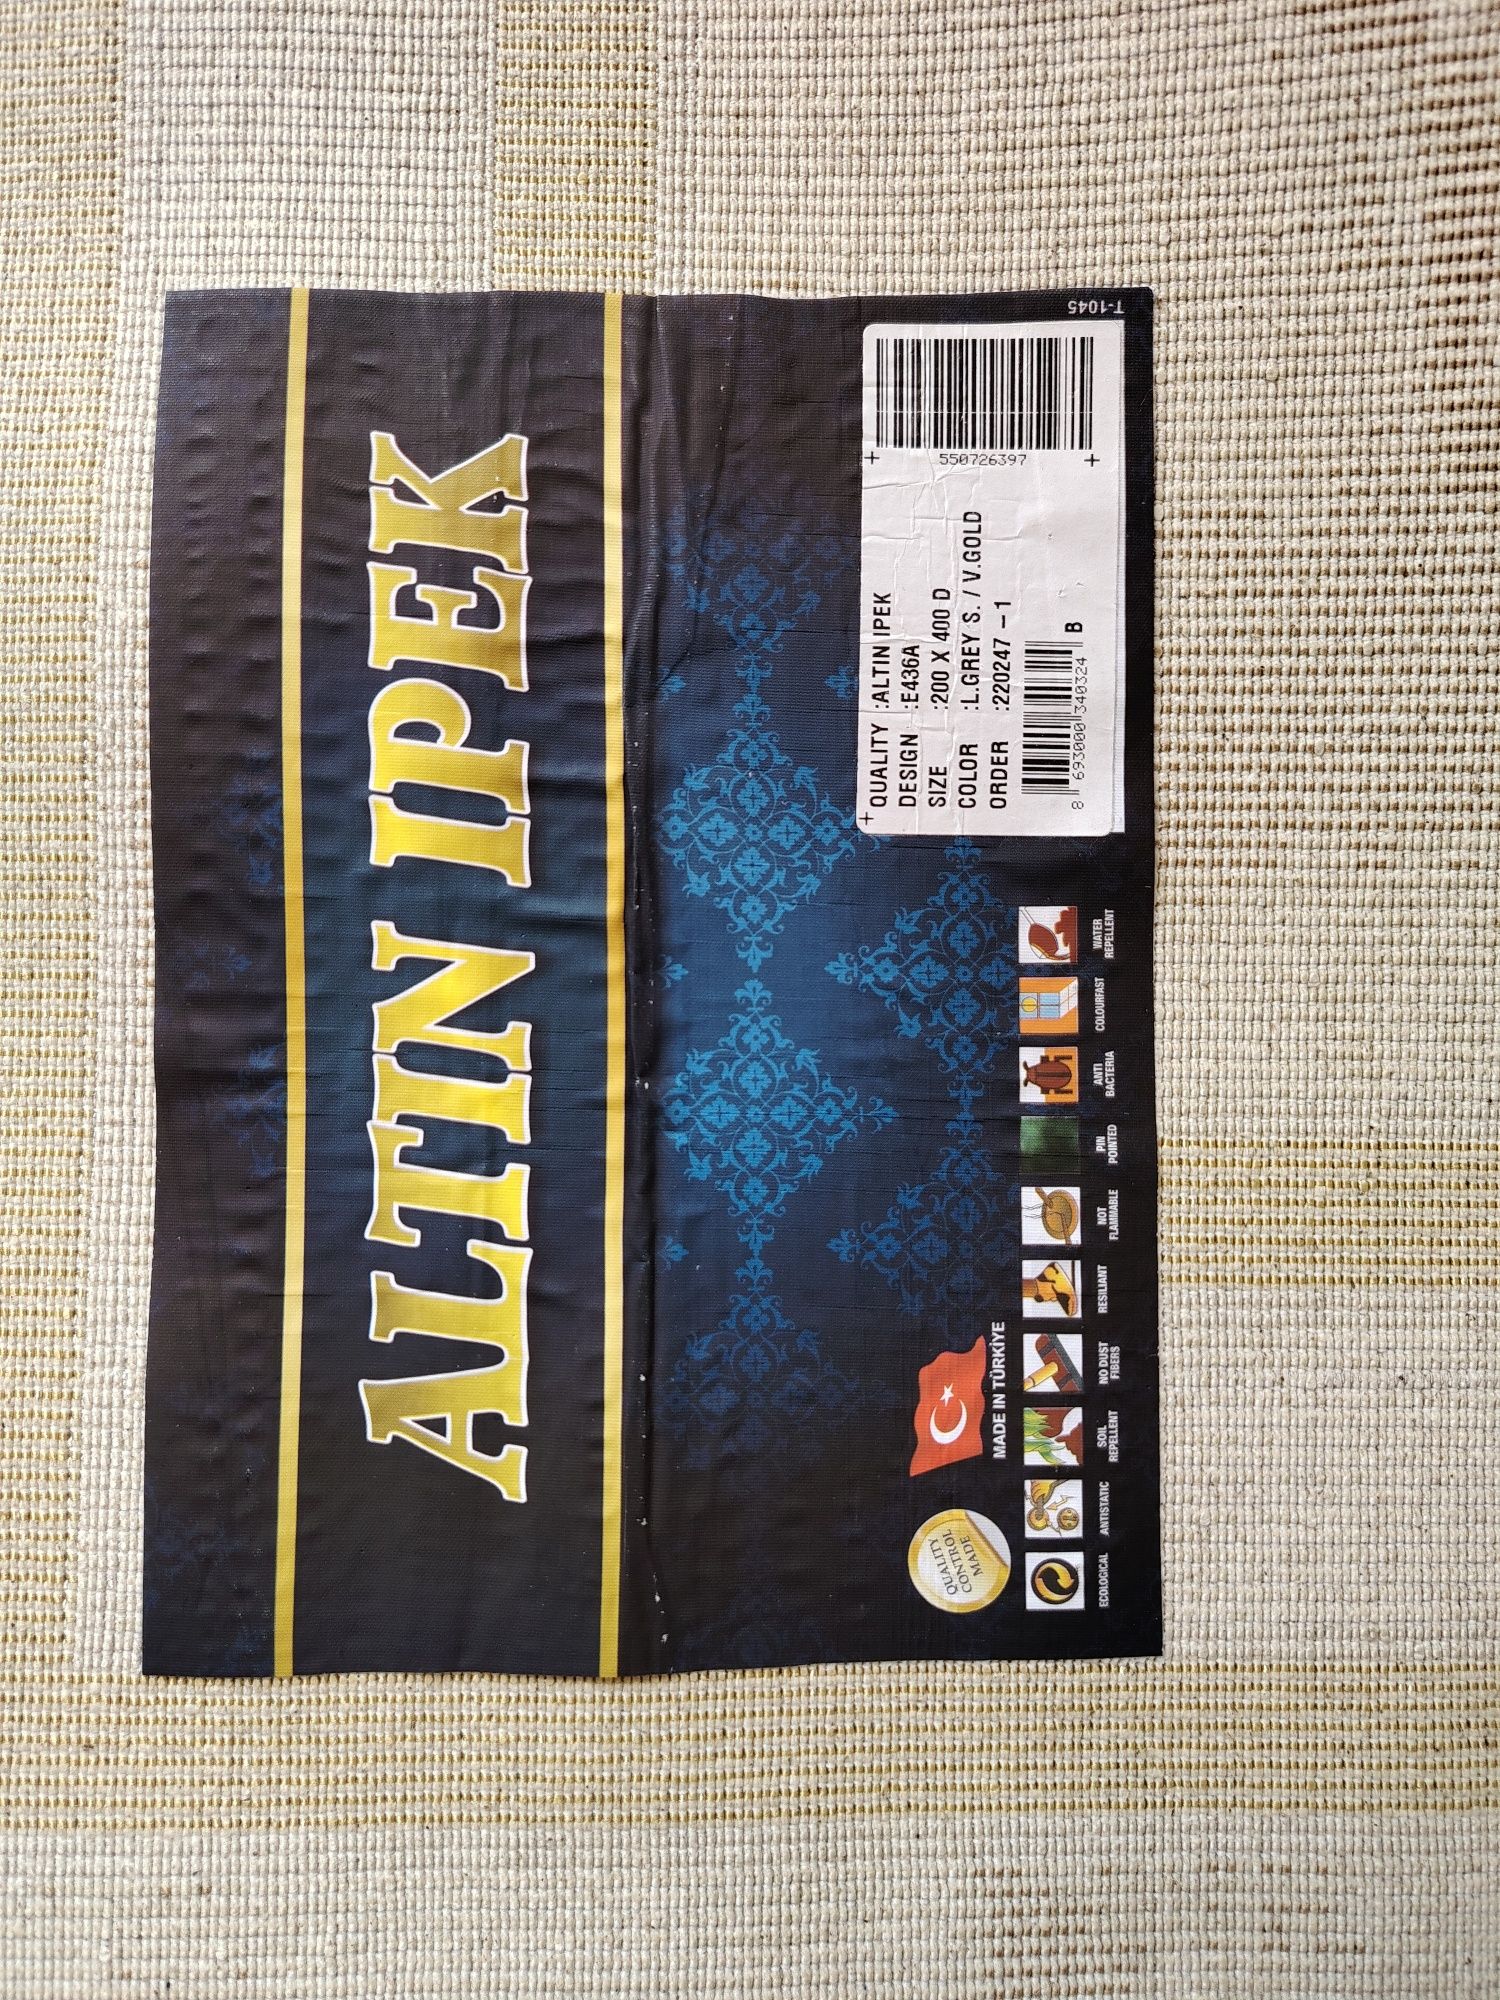 ALTIN IPEK
QUALITY CONTROL MADE
MADE IN TÜRKİYE
ECOLOGICAL
ANTISTATIC
SOIL REPELLENT
NO DUST FIBERS
RESILIANT
NOT FLAMMABLE
PIN POINTED
ANTI BACTERIA
COLOURFAST
WATER REPELLENT
QUALITY :ALTIN IPEK
DESIGN :E436A
SIZE :200 X 400 D
COLOR :L.GREY S. / V.GOLD
ORDER :220247 -1
8 693000 340324 B
550726397
T-1045